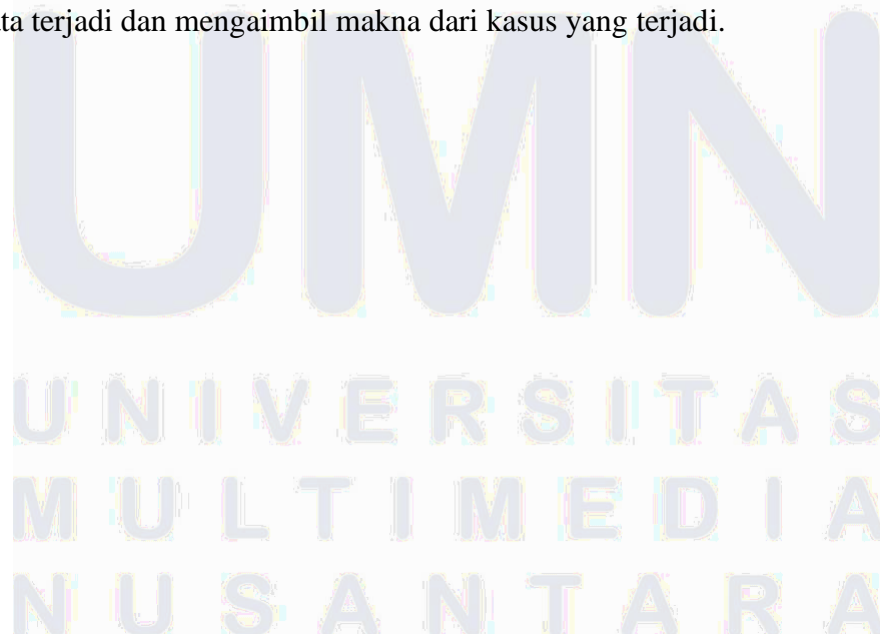 ta terjadi dan mengaimbil makna dari kasus yang terjadi.
UMN
UNIVERSITAS
MULTIMEDIA
NUSANTARA